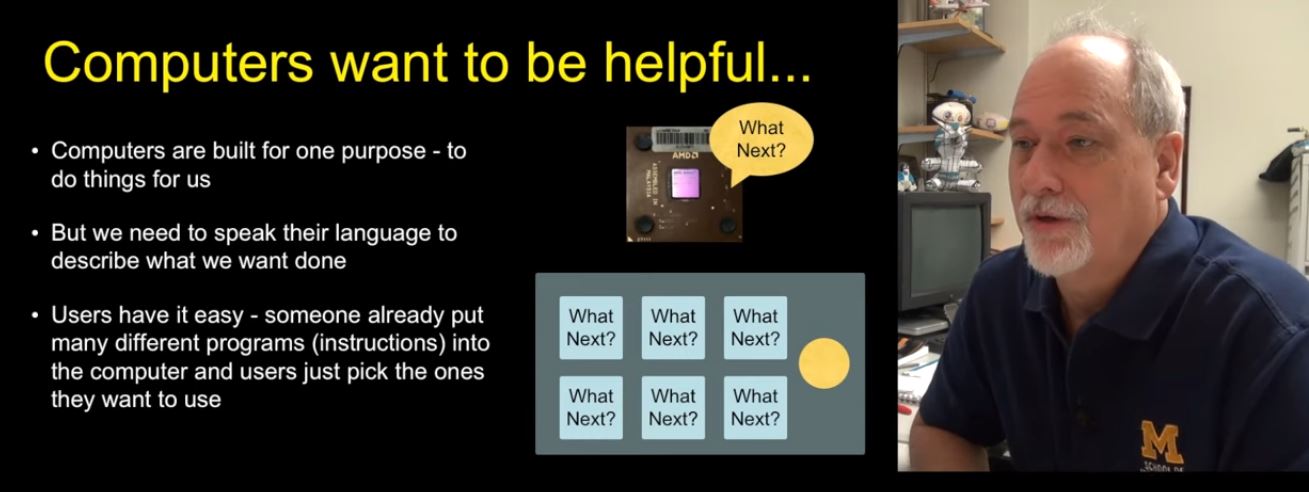 Computers want to be helpful...
• Computers are built for one purpose - to
do things for us
• But we need to speak their language to
describe what we want done
• Users have it easy - someone already put
many different programs (instructions) into
the computer and users just pick the ones
they want to use
What
Next?
AMD
ASSEMBLED IN
MALAYSIA
What
Next?
What
Next?
What
Next?
What
Next?
What
Next?
What
Next?
M
SCHOOL OF